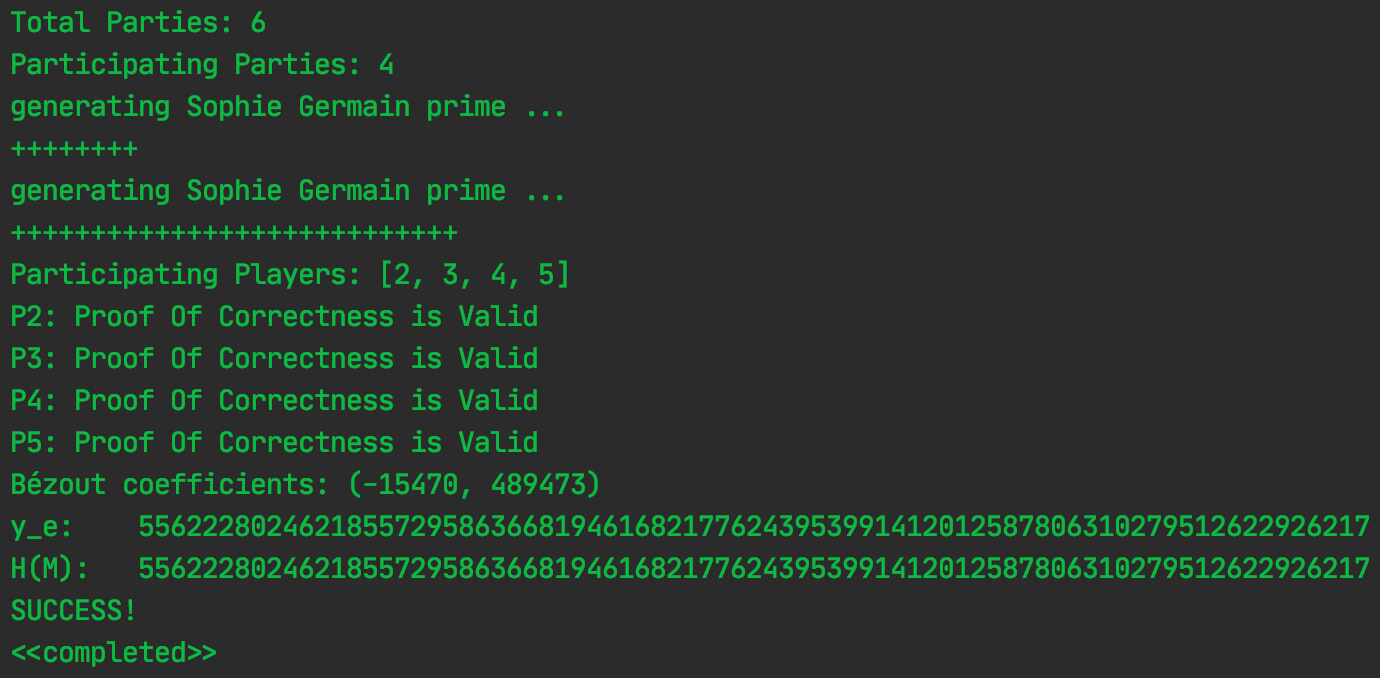 Total Parties: 6
Participating Parties: 4
generating Sophie Germain prime ...
++++++++
generating Sophie Germain prime ...
++++++++++++++++++++++++++++
Participating Players: [2, 3, 4, 5]
P2: Proof Of Correctness is Valid
P3: Proof Of Correctness is Valid
P4: Proof Of Correctness is Valid
P5: Proof Of Correctness is Valid
Bézout coefficients: (-15470, 489473)
y_e:    55622280246218557295863668194616821776243953991412012587806310279512622926217
H(M):   55622280246218557295863668194616821776243953991412012587806310279512622926217
SUCCESS!
<<completed>>